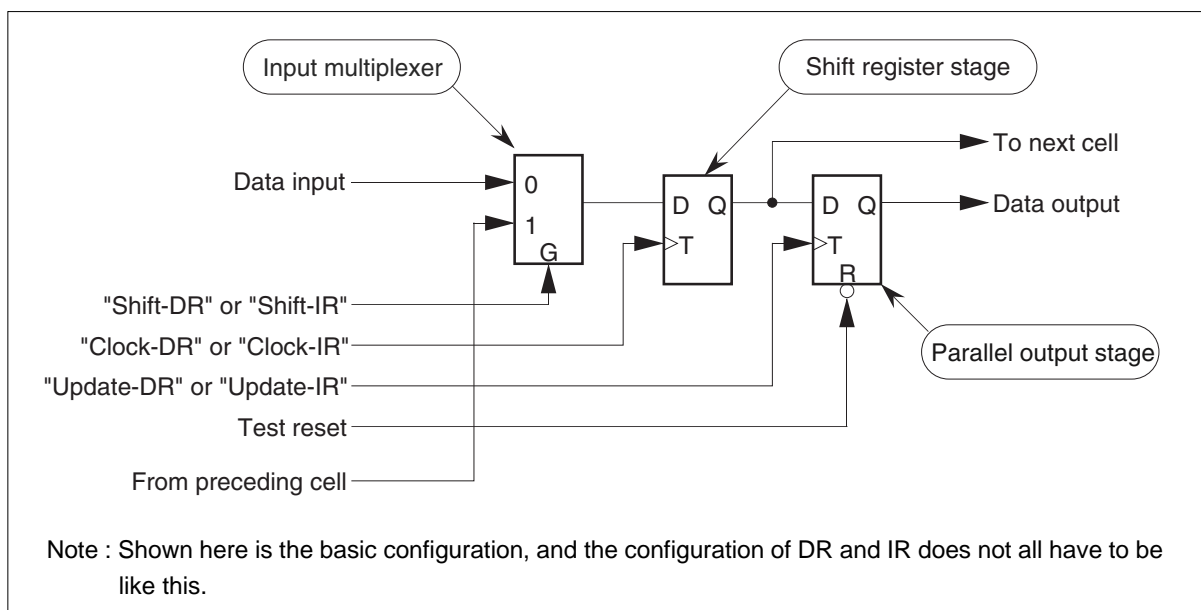 Input multiplexer
Shift register stage
To next cell
Data input
0
D Q
D Q
Data output
1
T
T
G
R
"Shift-DR" or "Shift-IR"
"Clock-DR" or "Clock-IR"
Parallel output stage
"Update-DR" or "Update-IR"
Test reset
From preceding cell
Note : Shown here is the basic configuration, and the configuration of DR and IR does not all have to be
like this.